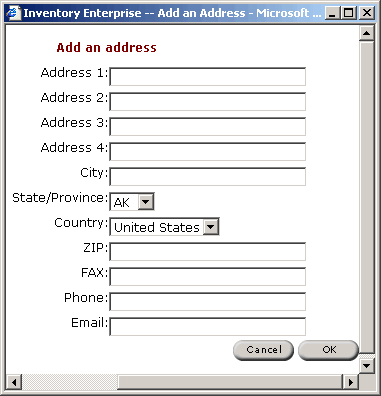 Inventory Enterprise -- Add an Address - Microsoft ...
Add an address
Address 1:
Address 2:
Address 3:
Address 4:
City:
State/Province: AK
Country: United States
ZIP:
FAX:
Phone:
Email:
Cancel OK